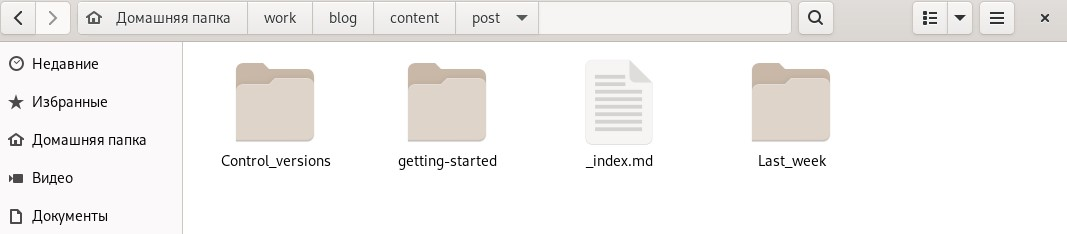 Домашняя папка work blog content post
Недавние
Избранные
Домашняя папка
Видео
Документы
Control_versions getting-started _index.md Last_week